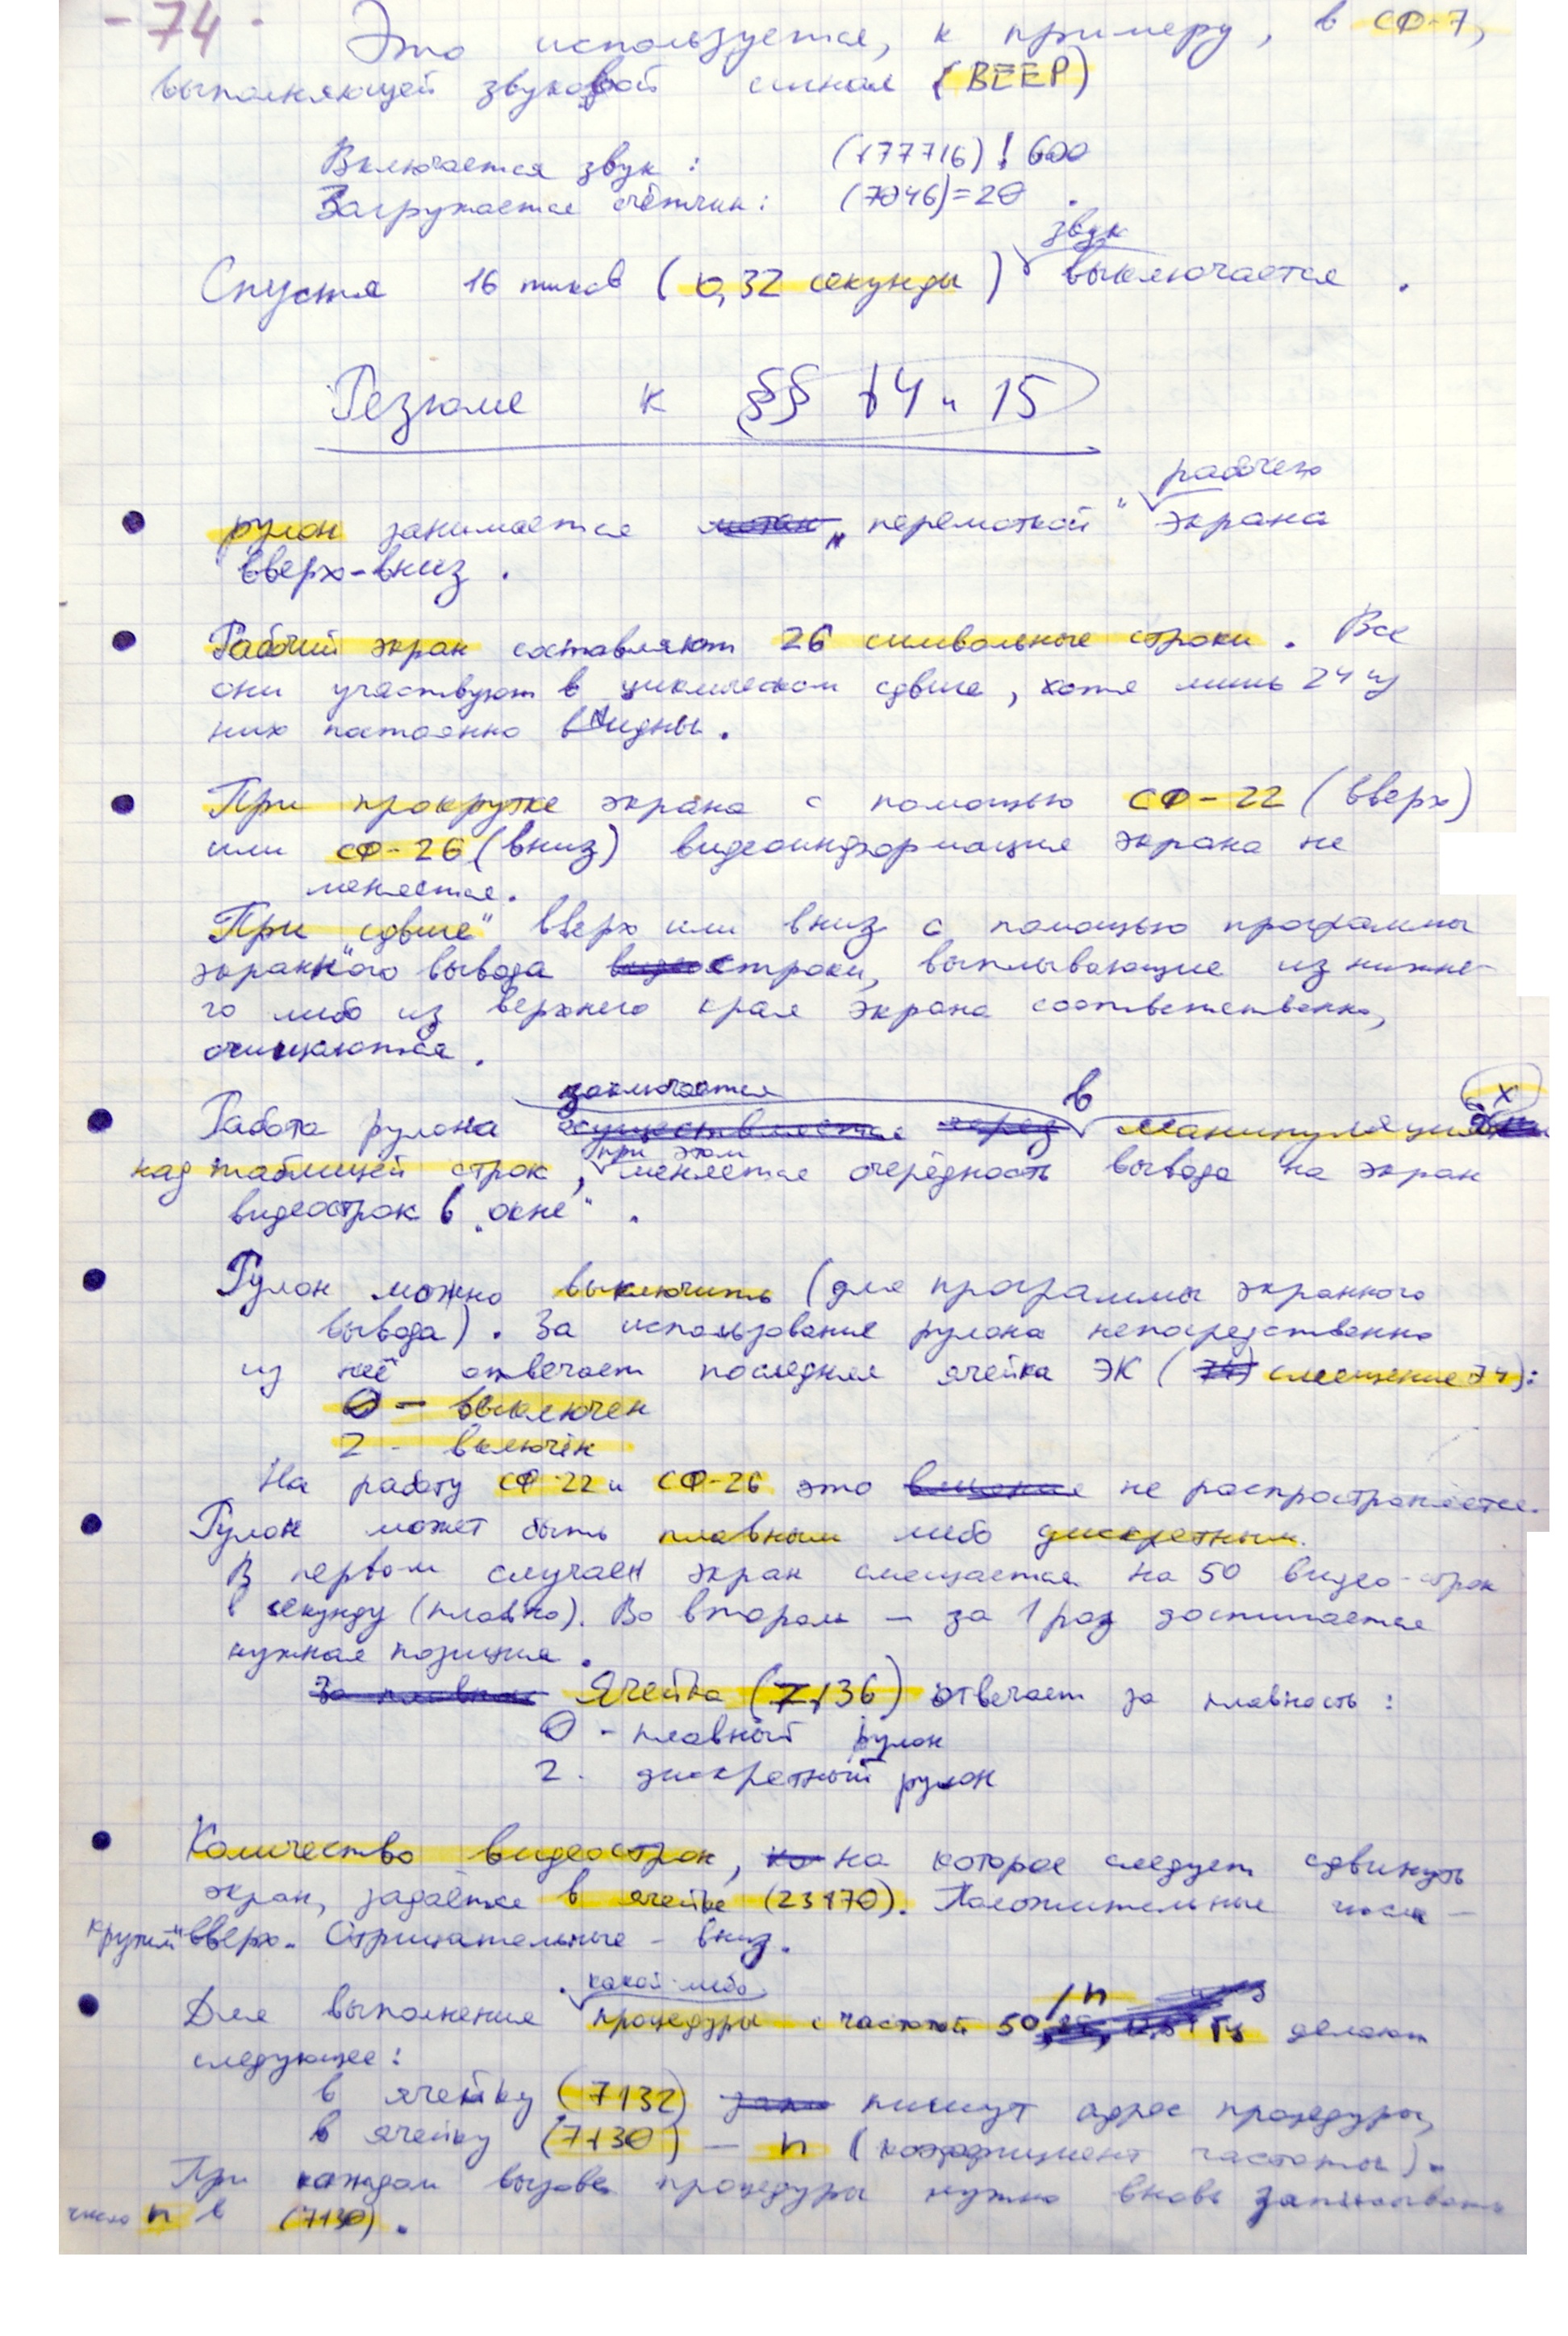 - 74 -
Это используется, к примеру, в СФ-7,
выполняющей звуковой сигнал (BEEP)
Включается звук: (177716) ! 600
Загружается счётчик: (7046)=20.
звук
Спустя 16 тиков (0,32 секунды) выключается.
Резюме к §§ 14 и 15
рабочего
рулон занимается „перемоткой" экрана
вверх-вниз.
Рабочий экран составляют 26 символьные строки. Все
они участвуют в циклическом сдвиге, хотя лишь 24 из
них постоянно видны.
При прокрутке экрана с помощью СФ-22 (вверх)
или СФ-26 (вниз) видеоинформация экрана не
меняется.
При "сдвиге" вверх или вниз с помощью программы
экранного вывода строки, выплывающие из нижне-
го либо из верхнего края экрана соответственно,
очищаются.
заключается в х
Работа рулона осуществляется через манипуляциях
при этом
над таблицей строк, меняется очерёдность вывода на экран
видеострок в „окне".
Рулон можно выключить (для программы экранного
вывода). За использование рулона непосредственно
из неё отвечает последняя ячейка ЭК (смещение 74):
0 - выключен
2 - включён
На работу СФ-22 и СФ-26 это не распространяется.
Рулон может быть плавным либо дискретным.
В первом случае экран смещается на 50 видео-строк
в секунду (плавно). Во втором — за 1 раз достигается
нужная позиция.
За плавное Ячейка (7136) отвечает за плавность:
0 - плавный рулон
2 - дискретный рулон
Количество видеострок, на которое следует сдвинуть
экран, задаётся в ячейке (23170). Положительные числа -
крутим вверх. Отрицательные - вниз.
какой-либо /n
Для выполнения процедуры с частотой 50 Гц делают
следующее:
в ячейку (7132) пишут адрес процедуры,
в ячейку (7130) — n (коэффициент частоты).
При каждом вызове процедуры нужно вновь записывать
число n в (7130).